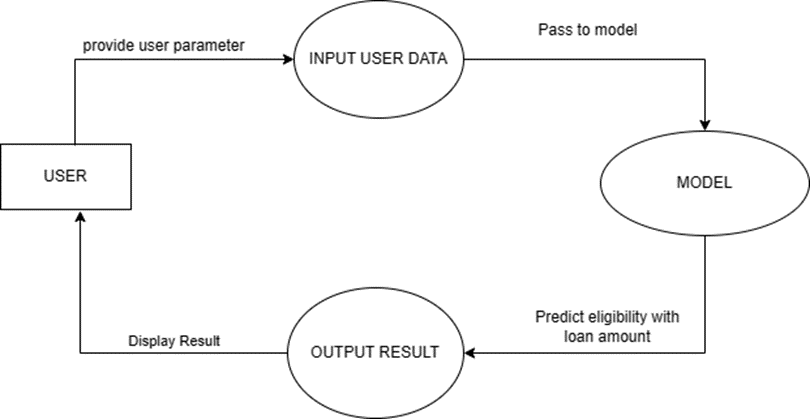 provide user parameter
INPUT USER DATA
Pass to model
USER
MODEL
Predict eligibility with
loan amount
Display Result
OUTPUT RESULT